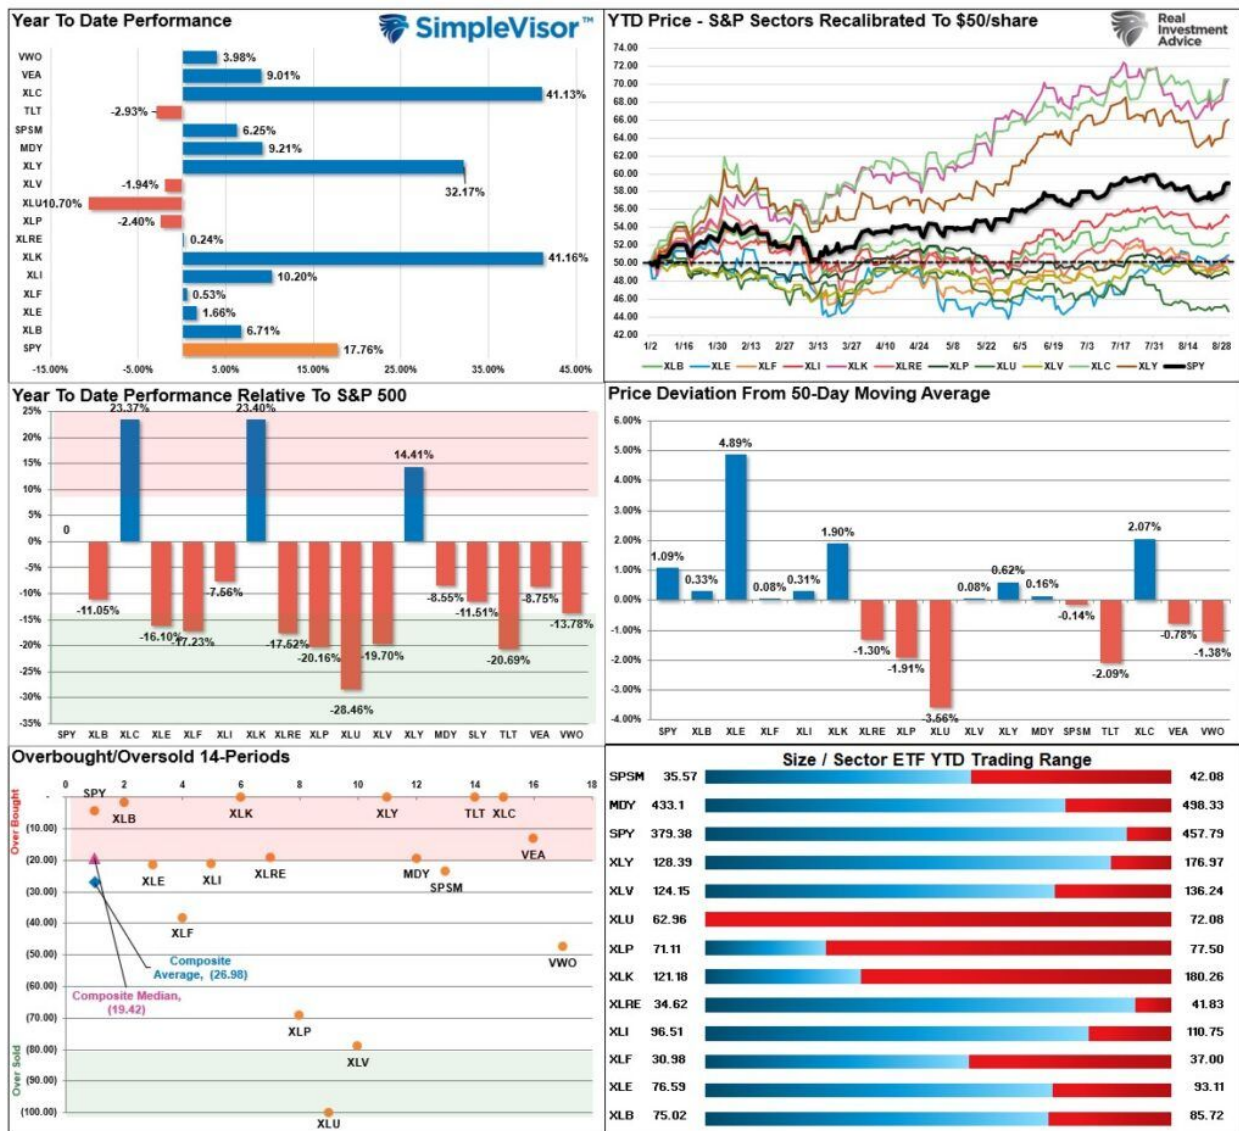 Year To Date Performance
SimpleVisor™
VWO 3.98%
VEA 9.01%
XLC 41.13%
TLT -2.93%
SPSM 6.25%
MDY 9.21%
XLY 32.17%
XLV -1.94%
XLU -10.70%
XLP -2.40%
XLRE 0.24%
XLK 41.16%
XLI 10.20%
XLF 0.53%
XLE 1.66%
XLB 6.71%
SPY 17.76%
-15.00% -5.00% 5.00% 15.00% 25.00% 35.00% 45.00%
YTD Price - S&P Sectors Recalibrated To $50/share
Real
Investment
Advice
74.00
72.00
70.00
68.00
66.00
64.00
62.00
60.00
58.00
56.00
54.00
52.00
50.00
48.00
46.00
44.00
42.00
1/2 1/16 1/30 2/13 2/27 3/13 3/27 4/10 4/24 5/8 5/22 6/5 6/19 7/3 7/17 7/31 8/14 8/28
XLB XLE XLF XLI XLK XLRE XLP XLU XLV XLC XLY SPY
Year To Date Performance Relative To S&P 500
25%
20%
15%
10%
5%
0%
-5%
-10%
-15%
-20%
-25%
-30%
-35%
0 -11.05% 23.37% -16.10% -17.23% -7.56% 23.40% -17.52% -20.16% -28.46% -19.70% 14.41% -8.55% -11.51% -20.69% -8.75% -13.78%
SPY XLB XLC XLE XLF XLI XLK XLRE XLP XLU XLV XLY MDY SLY TLT VEA VWO
Price Deviation From 50-Day Moving Average
6.00%
5.00%
4.00%
3.00%
2.00%
1.00%
0.00%
-1.00%
-2.00%
-3.00%
-4.00%
1.09% 0.33% 4.89% 0.08% 0.31% 1.90% -1.30% -1.91% -3.56% 0.08% 0.62% 0.16% -0.14% -2.09% 2.07% -0.78% -1.38%
SPY XLB XLE XLF XLI XLK XLRE XLP XLU XLV XLY MDY SPSM TLT XLC VEA VWO
Overbought/Oversold 14-Periods
0 2 4 6 8 10 12 14 16 18
-
(10.00)
(20.00)
(30.00)
(40.00)
(50.00)
(60.00)
(70.00)
(80.00)
(90.00)
(100.00)
Over Bought
Over Sold
SPY
XLB
XLK
XLY
TLT
XLC
VEA
XLE
XLI
XLRE
MDY
SPSM
XLF
VWO
Composite
Average, (26.98)
Composite Median,
(19.42)
XLP
XLV
XLU
Size / Sector ETF YTD Trading Range
SPSM 35.57 42.08
MDY 433.1 498.33
SPY 379.38 457.79
XLY 128.39 176.97
XLV 124.15 136.24
XLU 62.96 72.08
XLP 71.11 77.50
XLK 121.18 180.26
XLRE 34.62 41.83
XLI 96.51 110.75
XLF 30.98 37.00
XLE 76.59 93.11
XLB 75.02 85.72